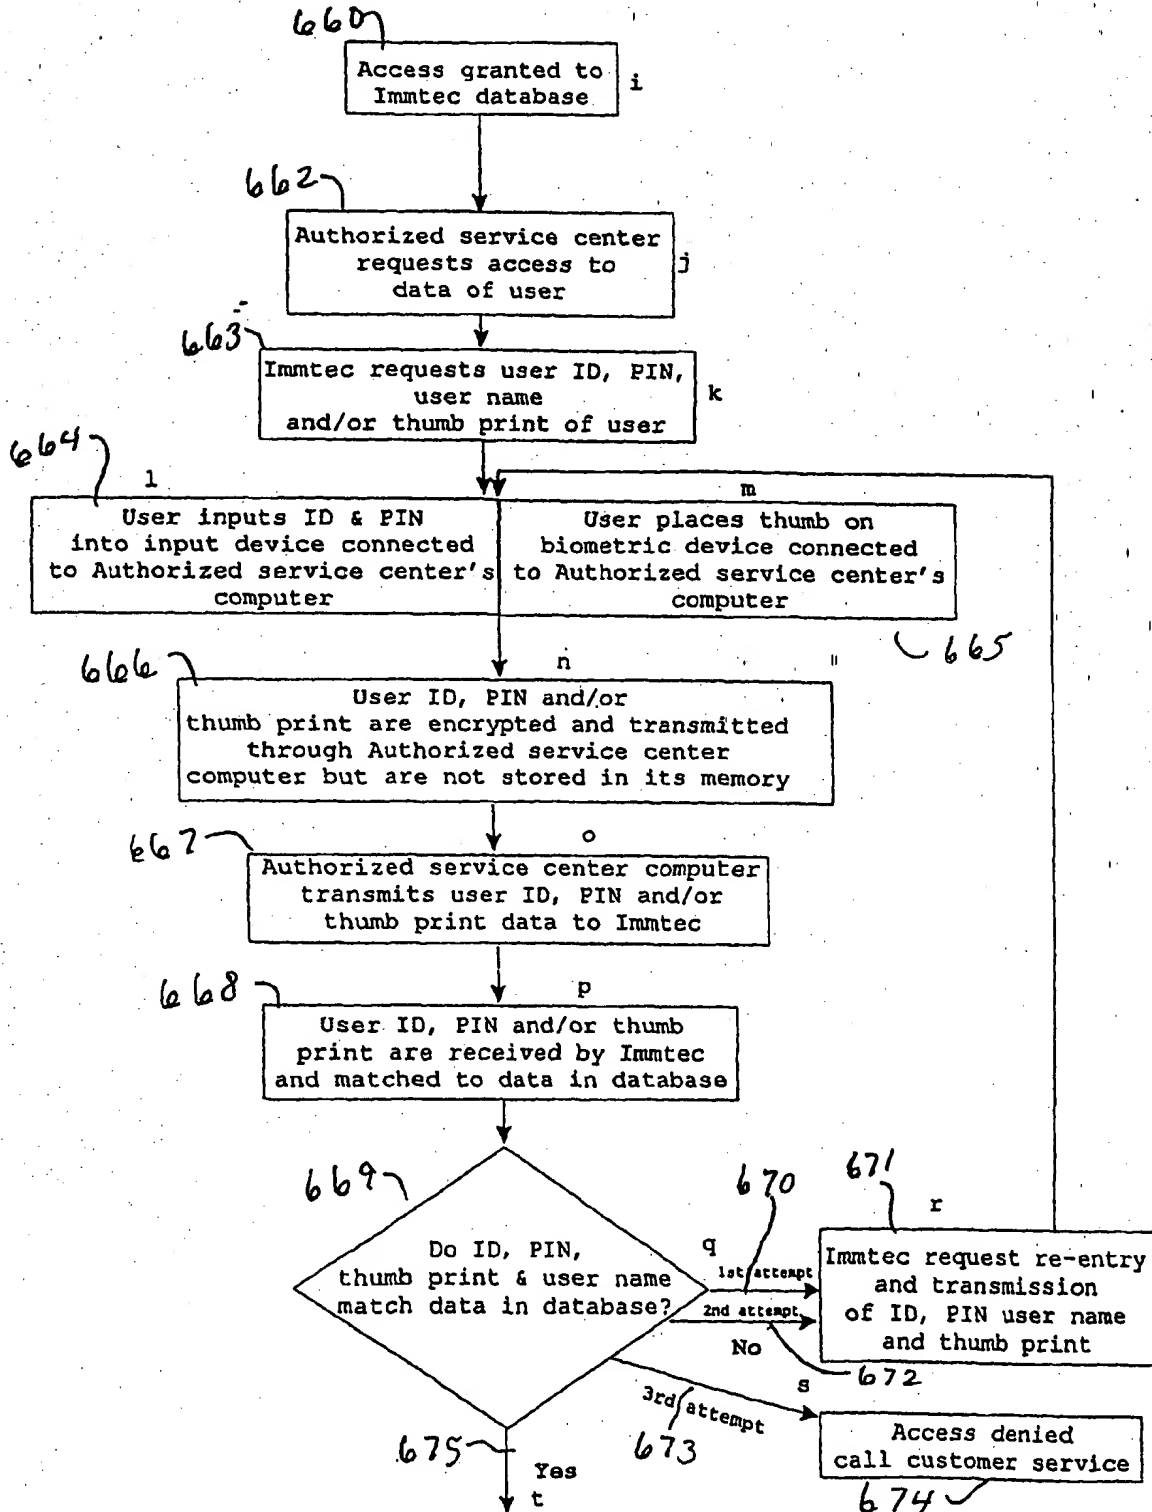 660
Access granted to
Immtec database
i
662
Authorized service center
requests access to
data of user
j
663
Immtec requests user ID, PIN,
user name
and/or thumb print of user
k
664
l
User inputs ID & PIN
into input device connected
to Authorized service center's
computer
m
User places thumb on
biometric device connected
to Authorized service center's
computer
665
666
n
User ID, PIN and/or
thumb print are encrypted and transmitted
through Authorized service center
computer but are not stored in its memory
667
o
Authorized service center computer
transmits user ID, PIN and/or
thumb print data to Immtec
668
p
User ID, PIN and/or thumb
print are received by Immtec
and matched to data in database
669
Do ID, PIN,
thumb print & user name
match data in database?
670
q
1st attempt
2nd attempt
No
672
671
r
Immtec request re-entry
and transmission
of ID, PIN user name
and thumb print
s
3rd attempt
673
Access denied
call customer service
674
675
Yes
t